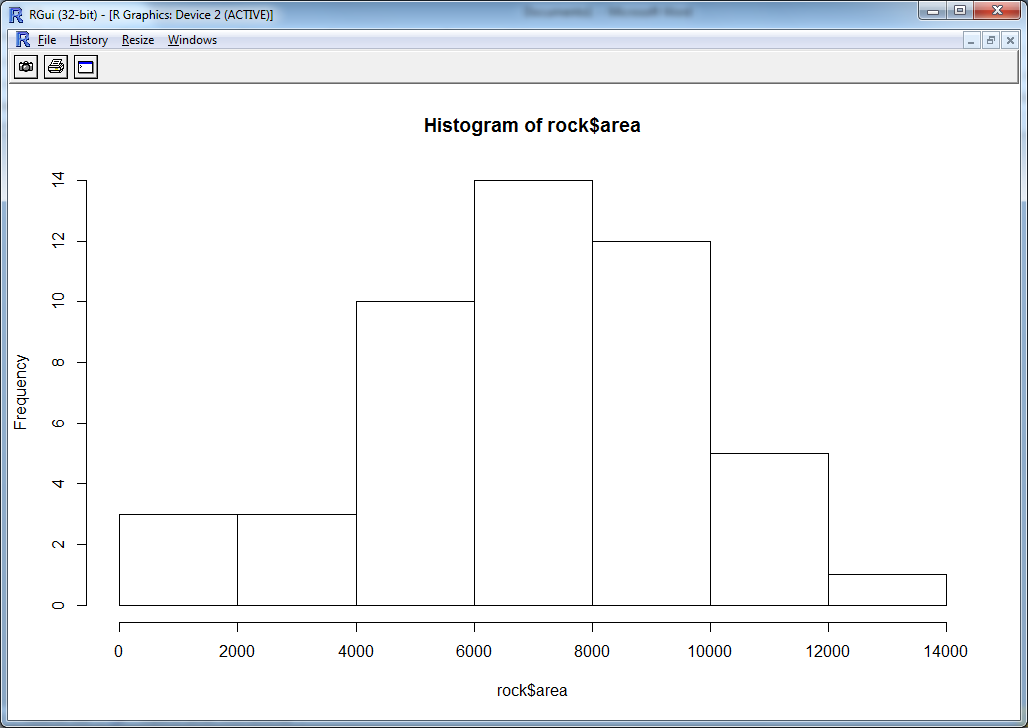 RGui (32-bit) - [R Graphics: Device 2 (ACTIVE)]
File History Resize Windows
Histogram of rock$area
Frequency
14
12
10
8
6
4
2
0
0 2000 4000 6000 8000 10000 12000 14000
rock$area